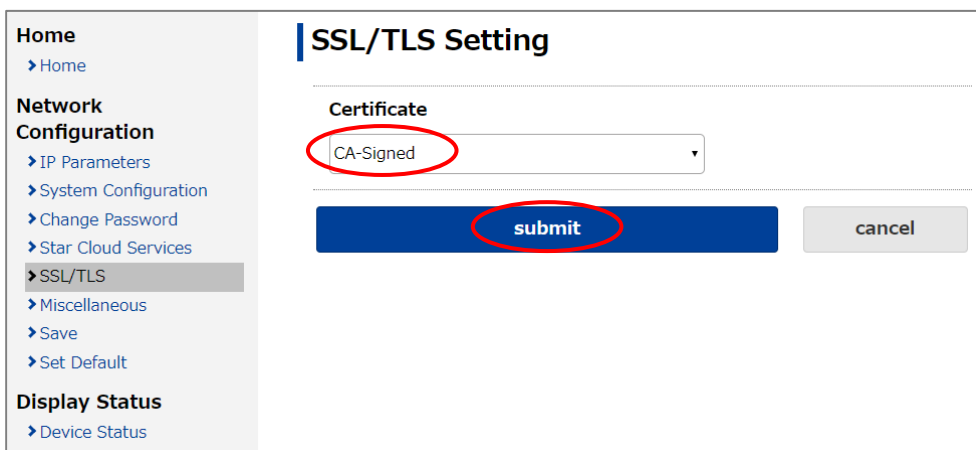 Home
Home
Network
Configuration
IP Parameters
System Configuration
Change Password
Star Cloud Services
SSL/TLS
Miscellaneous
Save
Set Default
Display Status
Device Status
SSL/TLS Setting
Certificate
CA-Signed
submit
cancel